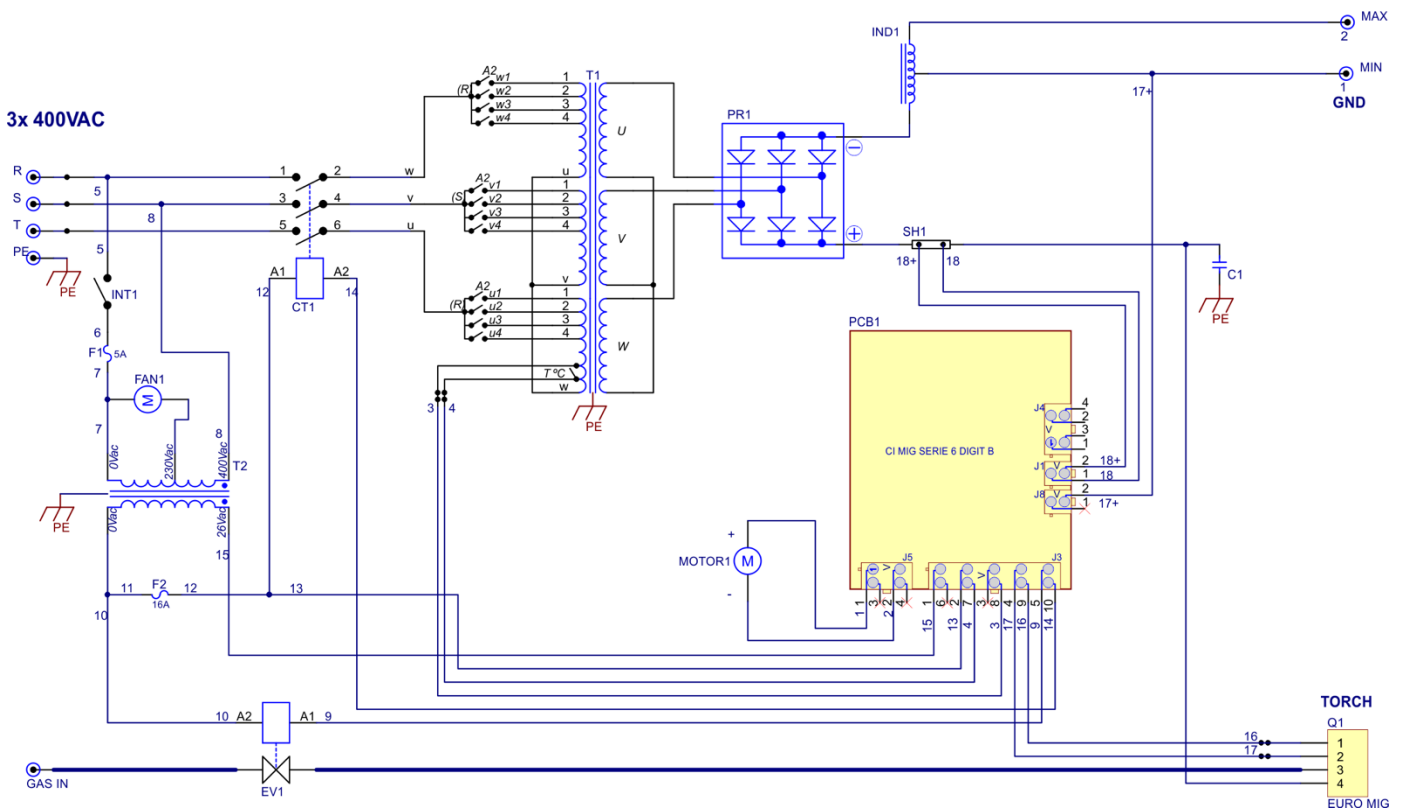 MAX
2
IND1
MIN
1
GND
17+
3x 400VAC
R
S
T
PE
5
8
5
PE
INT1
6
F1
5A
7
FAN1
M
7
8
0Vac
230Vac
400Vac
T2
PE
0Vac
26Vac
15
1
2
3
4
5
6
A1
A2
12
14
CT1
w
v
u
(R
A2
w1
w2
w3
w4
1
2
3
4
u
(S
A2
v1
v2
v3
v4
1
2
3
4
v
(R
A2
u1
u2
u3
u4
1
2
3
4
T ºC
w
3
4
T1
U
V
W
PE
PR1
SH1
18+
18
C1
PE
PCB1
CI MIG SERIE 6 DIGIT B
J4
V
4
2
3
1
J1
V
2
1
18+
18
J8
V
2
1
17+
J5
V
J3
V
1
3
2
4
1
2
1
6
2
7
3
8
4
9
5
10
15
13
4
3
17
16
9
14
MOTOR1
M
+
-
11
F2
16A
12
13
10
10
A2
A1
9
GAS IN
EV1
TORCH
Q1
16
17
1
2
3
4
EURO MIG